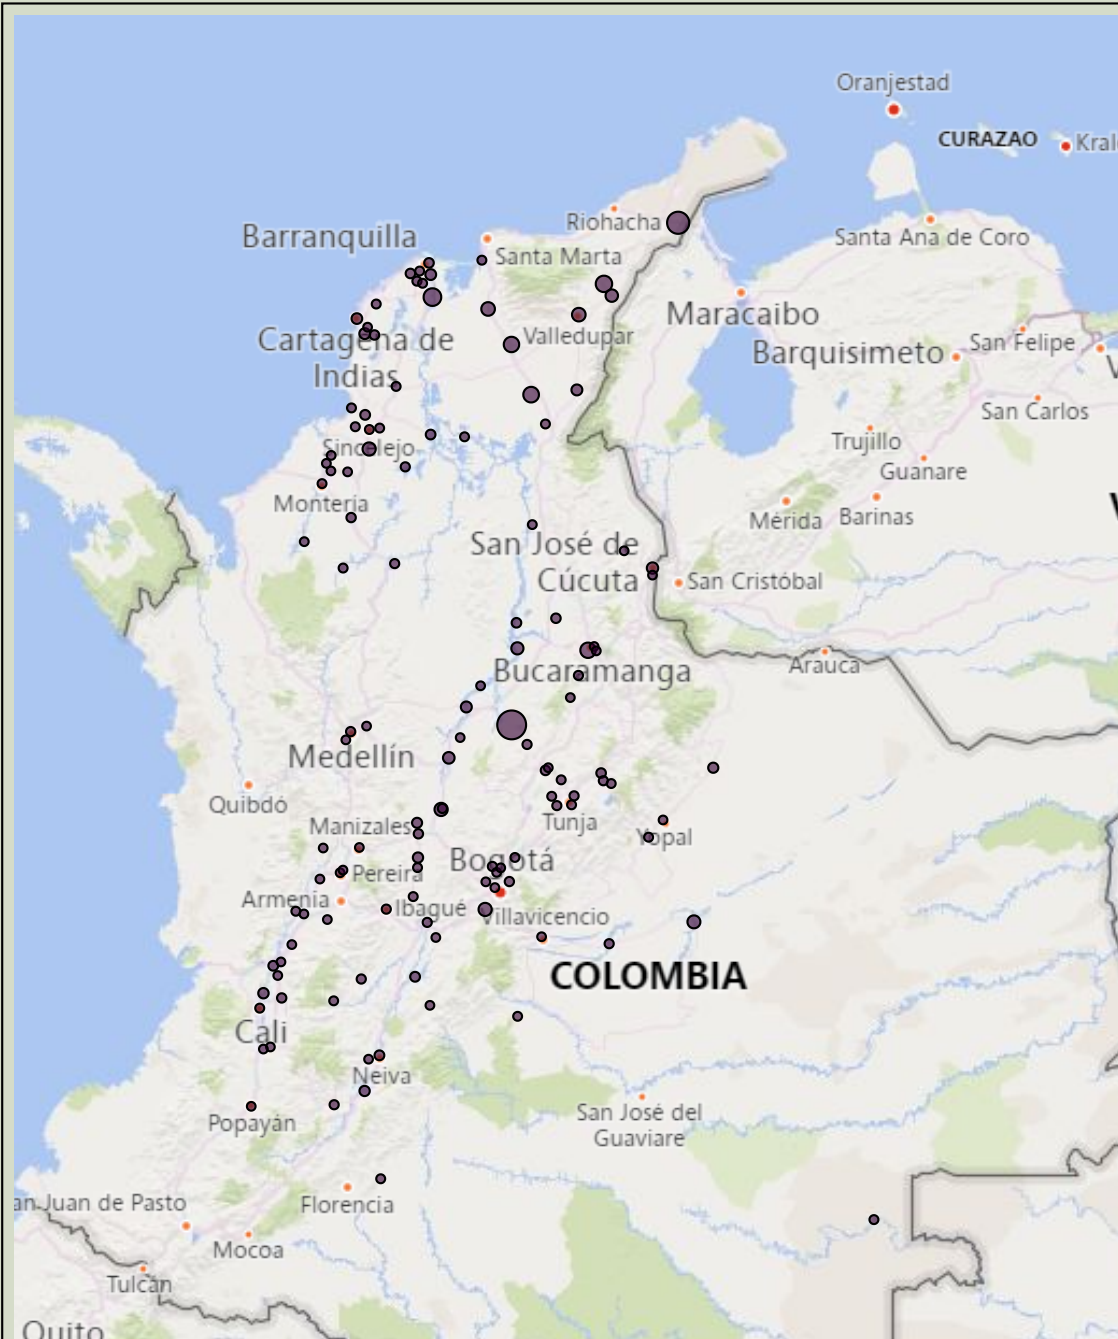 Oranjestad
CURAZAO
Kral
Riohacha
Barranquilla
Santa Marta
Santa Ana de Coro
Maracaibo
Valledupar
Cartagena de
Indias
San Felipe
Barquisimeto
V
San Carlos
Trujillo
Sincelejo
Guanare
Montería
Mérida
Barinas
San José de
Cúcuta
San Cristóbal
Arauca
Bucaramanga
Medellín
Quibdó
Manizales
Tunja
Yopal
Bogotá
Pereira
Armenia
Ibagué
Villavicencio
COLOMBIA
Cali
Neiva
Popayán
San José del
Guaviare
an Juan de Pasto
Florencia
Mocoa
Tulcán
Quito